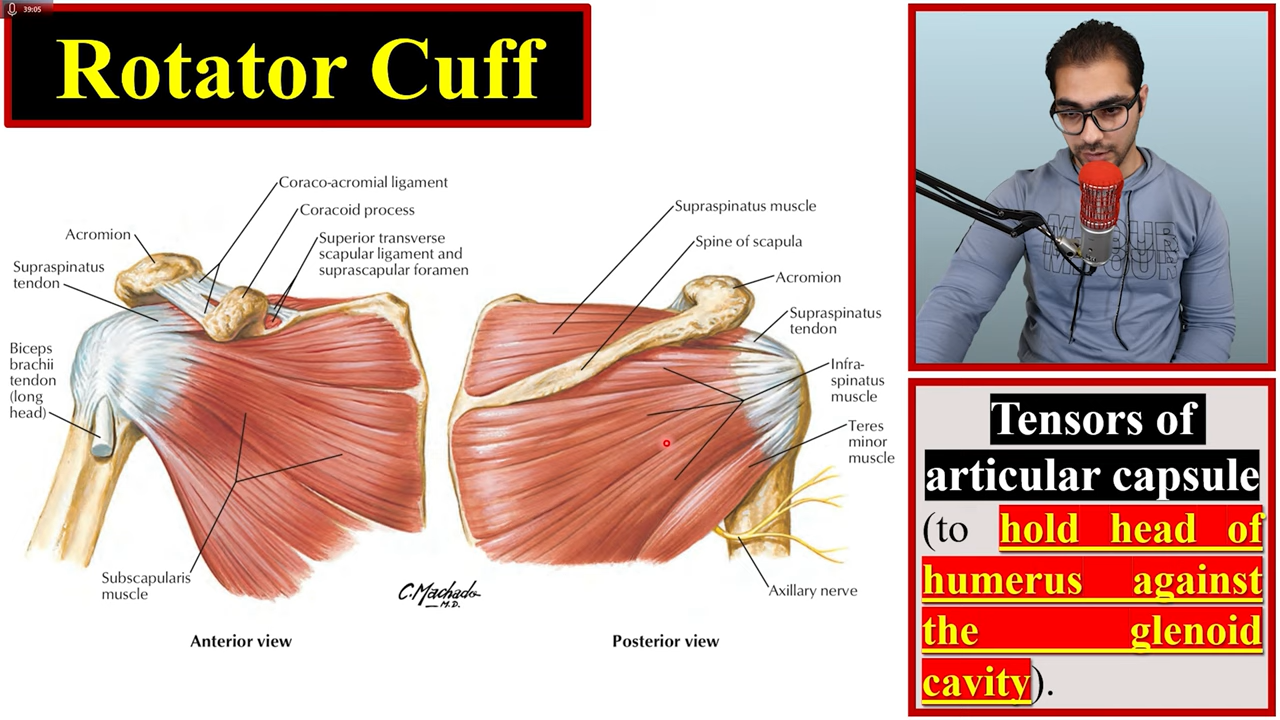 39:05
Rotator Cuff
Coraco-acromial ligament
Coracoid process
Superior transverse
scapular ligament and
suprascapular foramen
Acromion
Supraspinatus
tendon
Biceps
brachii
tendon
(long
head)
Subscapularis
muscle
Anterior view
C.Machado
M.D.
Supraspinatus muscle
Spine of scapula
Acromion
Supraspinatus
tendon
Infra-
spinatus
muscle
Teres
minor
muscle
Axillary nerve
Posterior view
Tensors of
articular capsule
(to hold head of
humerus against
the glenoid
cavity).